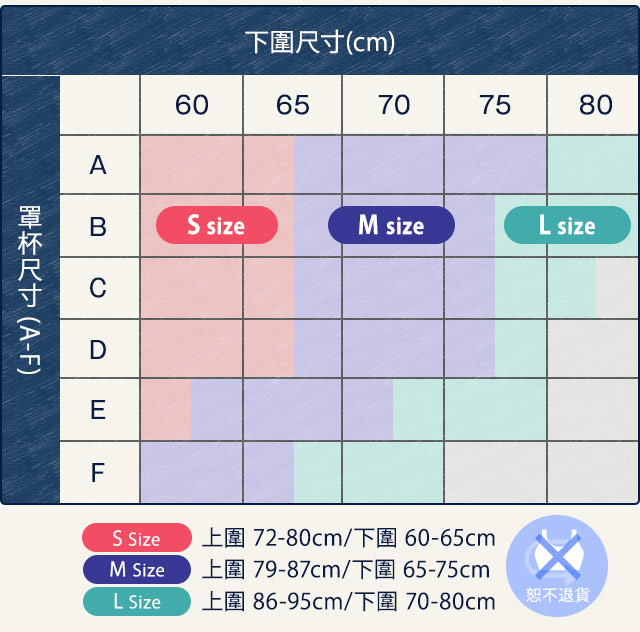 下圍尺寸(cm)
60 65 70 75 80
罩杯尺寸 (A-F)
A
B
S size M size L size
C
D
E
F
S Size 上圍 72-80cm/下圍 60-65cm
M Size 上圍 79-87cm/下圍 65-75cm
L Size 上圍 86-95cm/下圍 70-80cm
恕不退貨